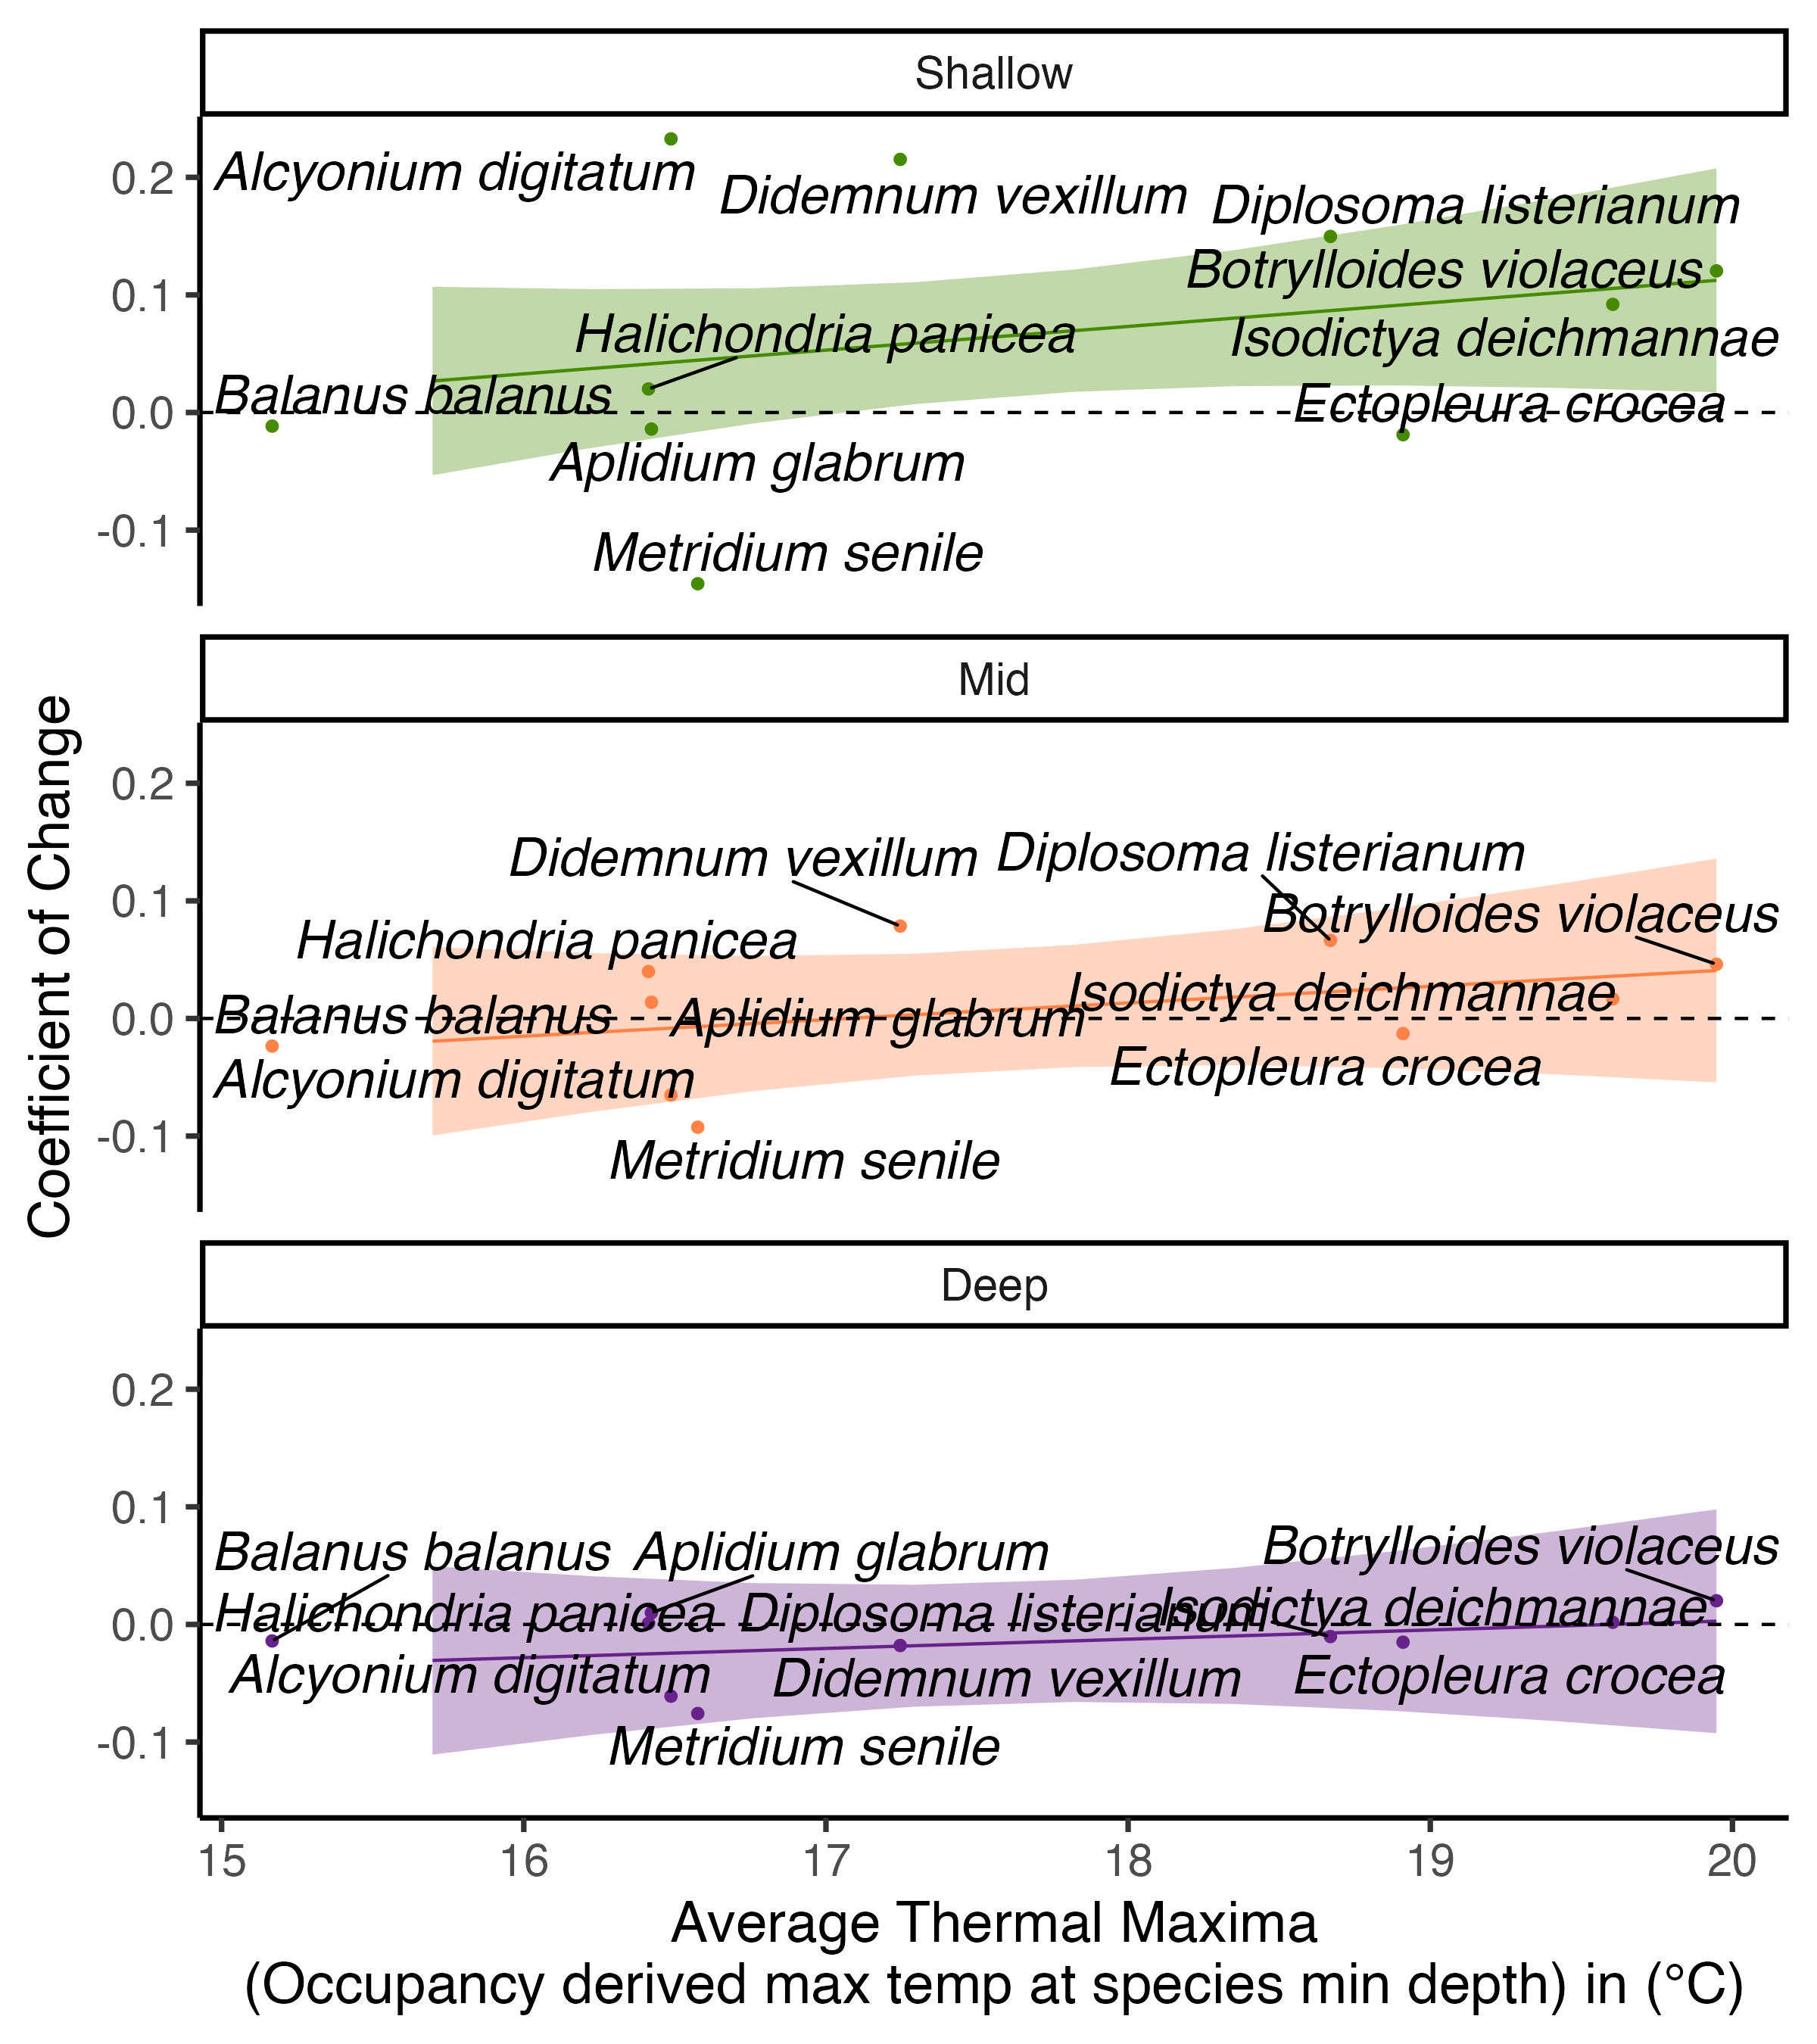 Shallow
0.2
0.1
0.0
-0.1
Alcyonium digitatum
Didemnum vexillum
Diplosoma listerianum
Botrylloides violaceus
Halichondria panicea
Isodictya deichmannae
Balanus balanus
Ectopleura crocea
Aplidium glabrum
Metridium senile
Coefficient of Change
Mid
0.2
0.1
0.0
-0.1
Didemnum vexillum
Diplosoma listerianum
Botrylloides violaceus
Halichondria panicea
Isodictya deichmannae
Balanus balanus
Aplidium glabrum
Ectopleura crocea
Alcyonium digitatum
Metridium senile
Deep
0.2
0.1
0.0
-0.1
Balanus balanus
Aplidium glabrum
Botrylloides violaceus
Halichondria panicea
Diplosoma listerianum
Isodictya deichmannae
Alcyonium digitatum
Didemnum vexillum
Ectopleura crocea
Metridium senile
15
16
17
18
19
20
Average Thermal Maxima
(Occupancy derived max temp at species min depth) in (°C)